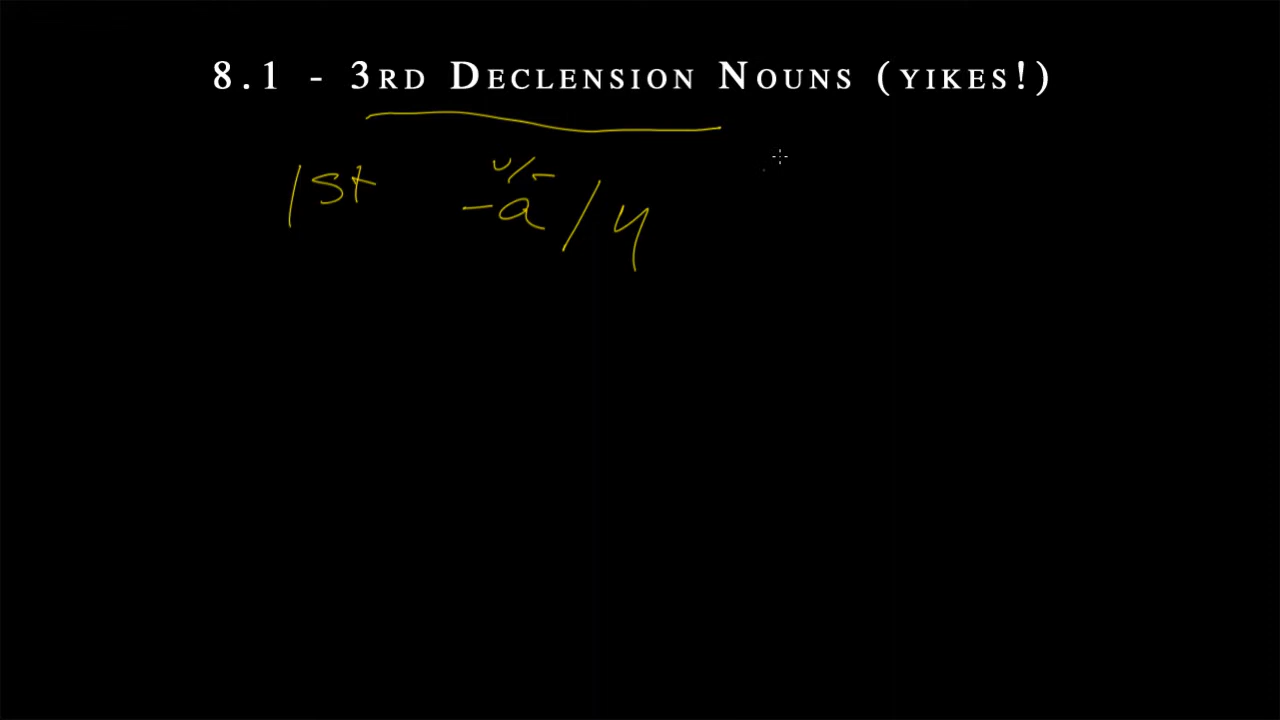 8.1 - 3rd Declension Nouns (yikes!)
1st -ᾰ/ᾱ / η